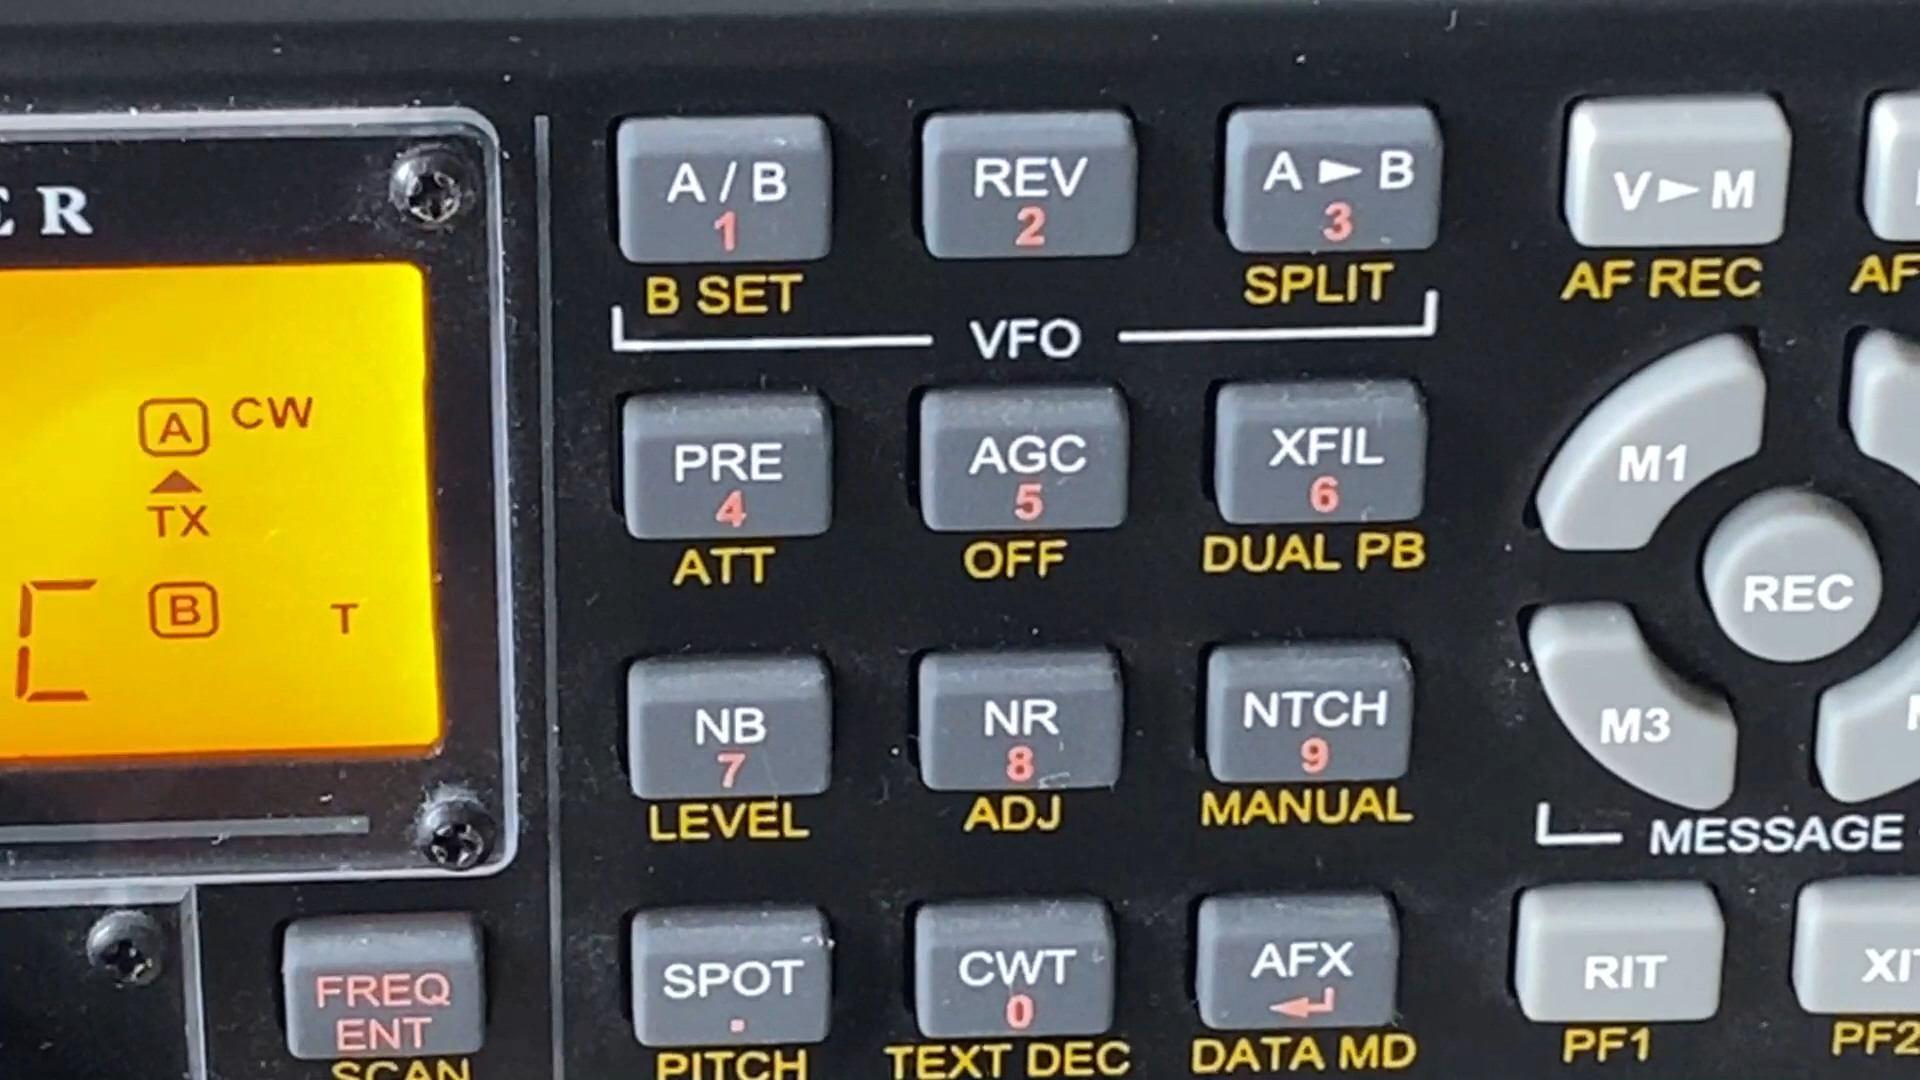 ER
A CW
TX
B T
A / B
1
B SET
REV
2
A ► B
3
SPLIT
VFO
V ► M
AF REC
AF
PRE
4
ATT
AGC
5
OFF
XFIL
6
DUAL PB
M1
REC
NB
7
LEVEL
NR
8
ADJ
NTCH
9
MANUAL
M3
MESSAGE
FREQ
ENT
SCAN
SPOT
.
PITCH
CWT
0
TEXT DEC
AFX
↵
DATA MD
RIT
PF1
XIT
PF2